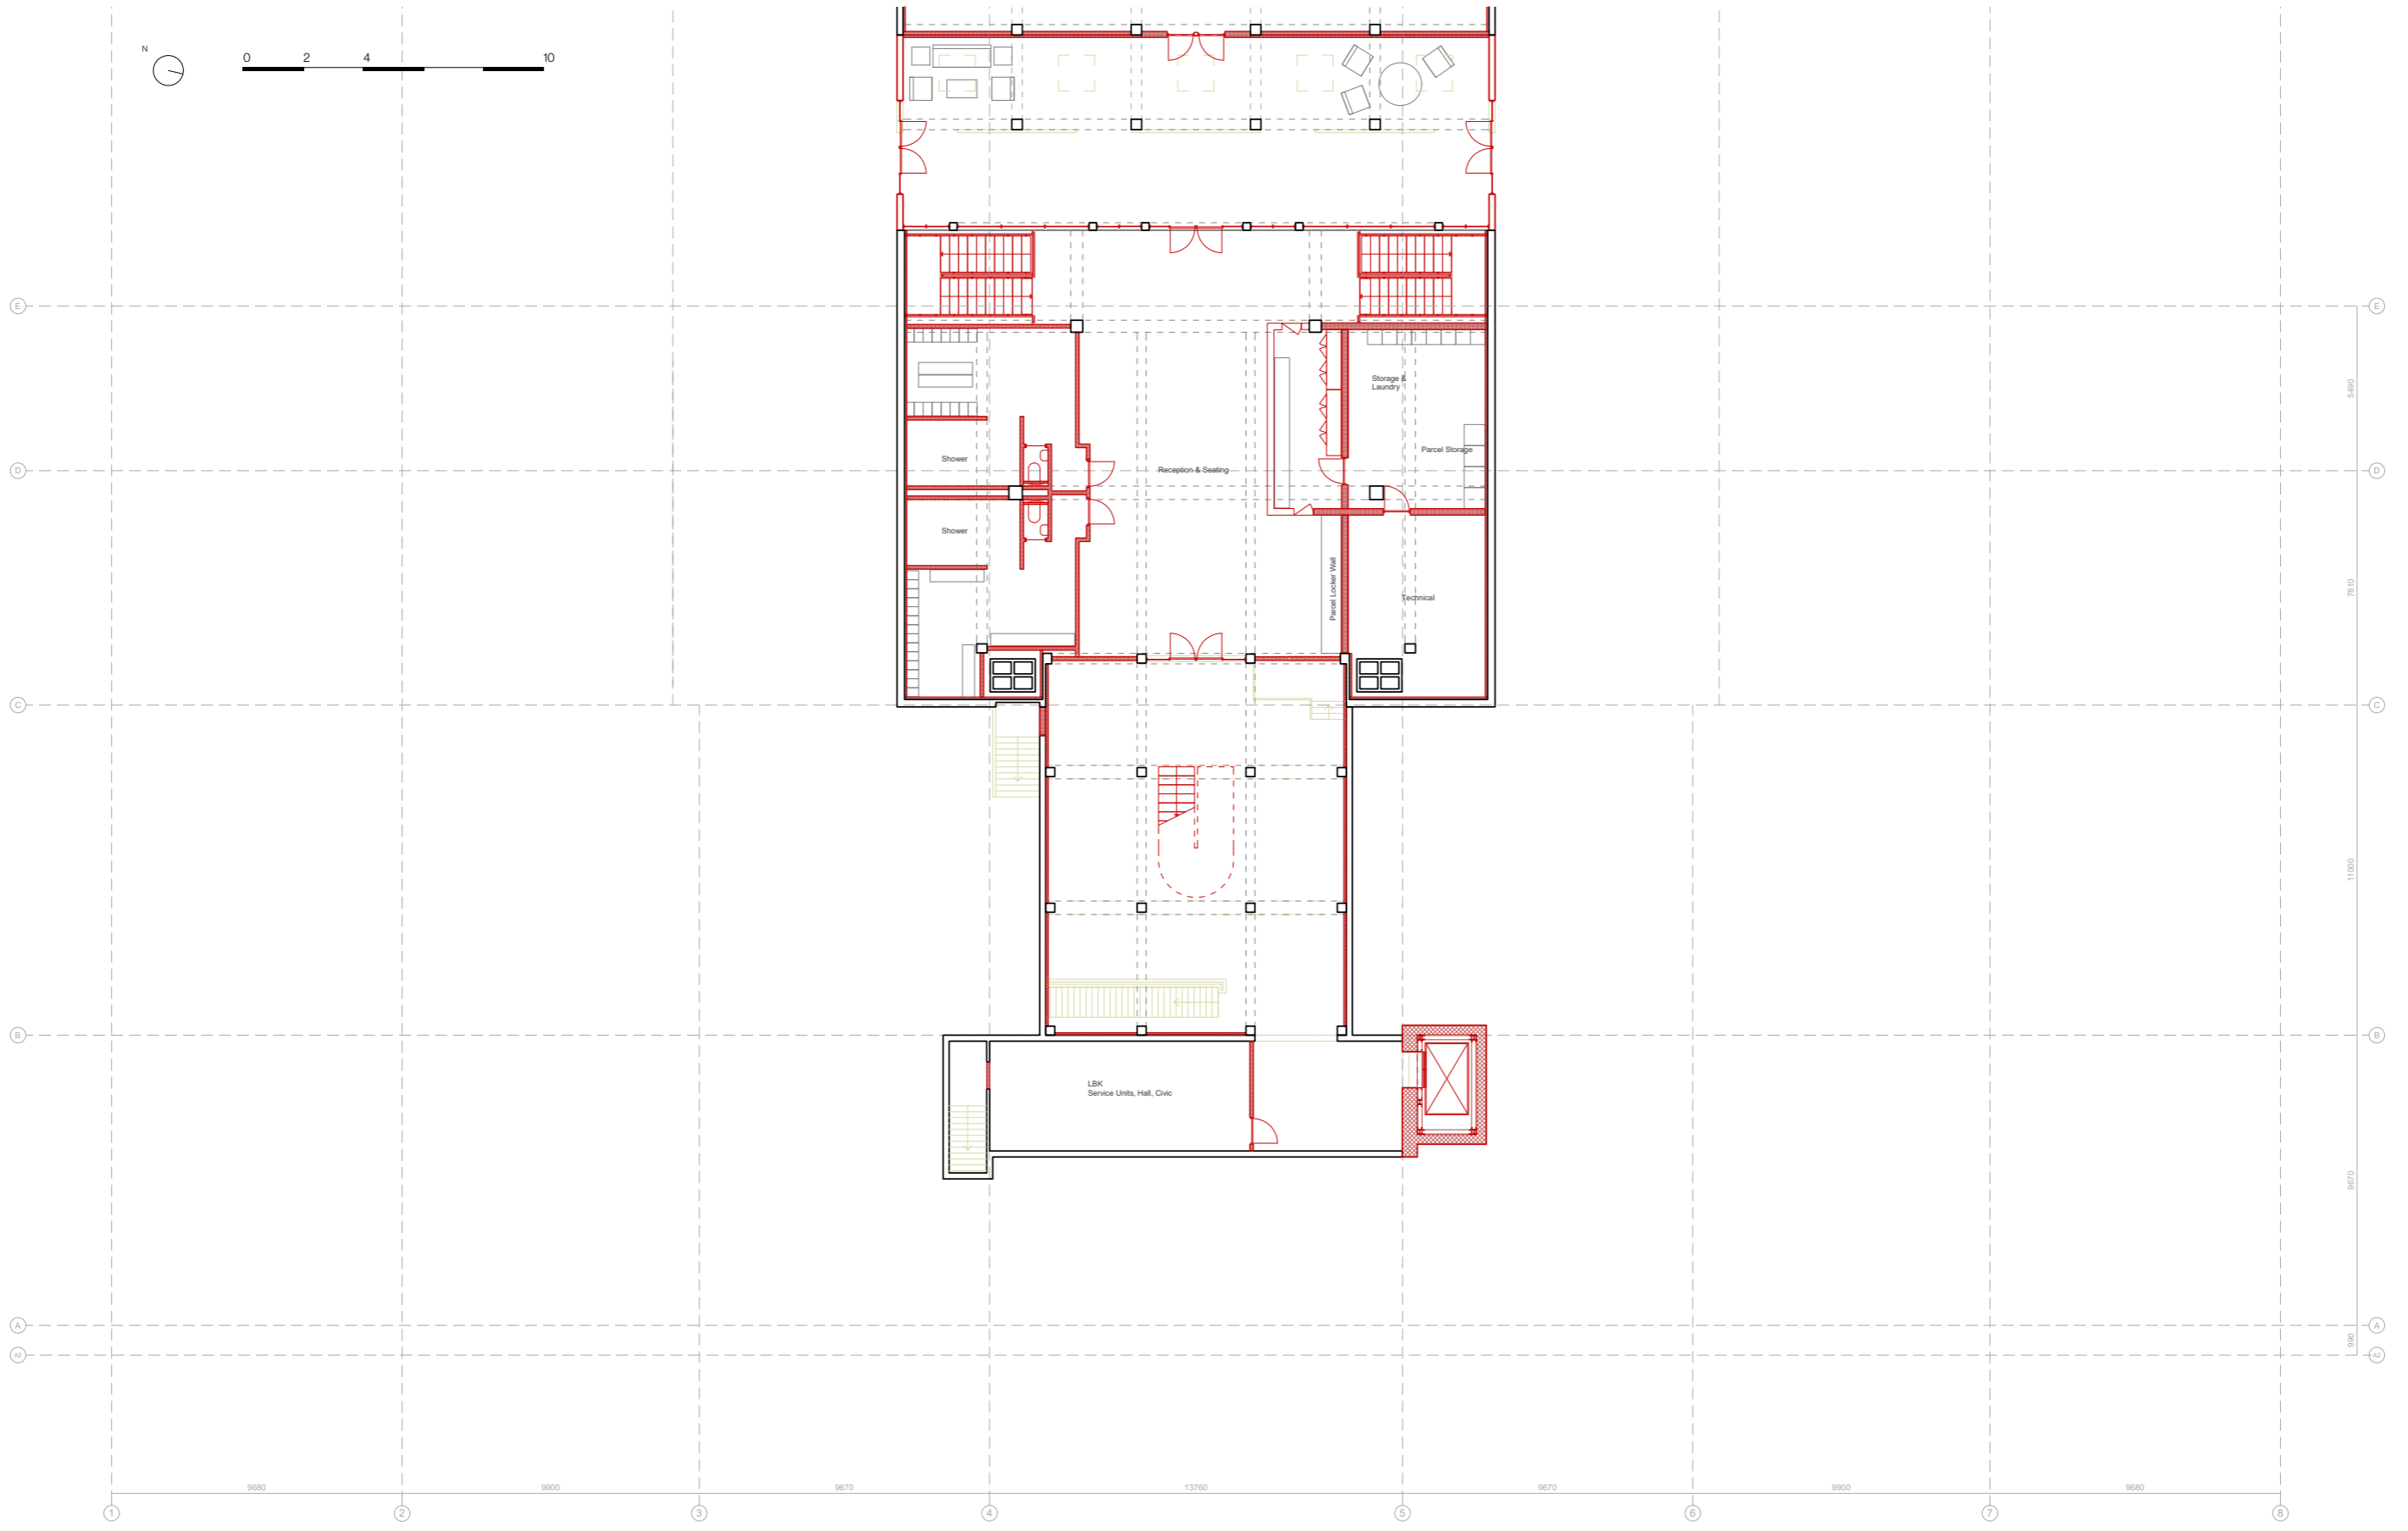 N
0 2 4 10
E E
Storage &
Laundry
5490
Parcel Storage
Shower
D D
Reception & Seating
Shower
Parcel Locker Wall
7810
Technical
C C
11000
B B
LBK
Service Units, Hall, Civic
9670
A A
990
A2 A2
9680 9900 9670 13760 9670 9900 9680
1 2 3 4 5 6 7 8